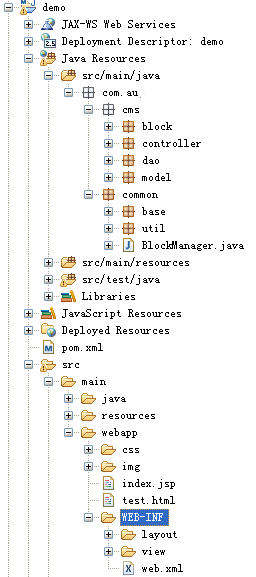 demo
JAX-WS Web Services
Deployment Descriptor: demo
Java Resources
src/main/java
com.au
cms
block
controller
dao
model
common
base
util
BlockManager.java
src/main/resources
src/test/java
Libraries
JavaScript Resources
Deployed Resources
pom.xml
src
main
java
resources
webapp
css
img
index.jsp
test.html
WEB-INF
layout
view
web.xml